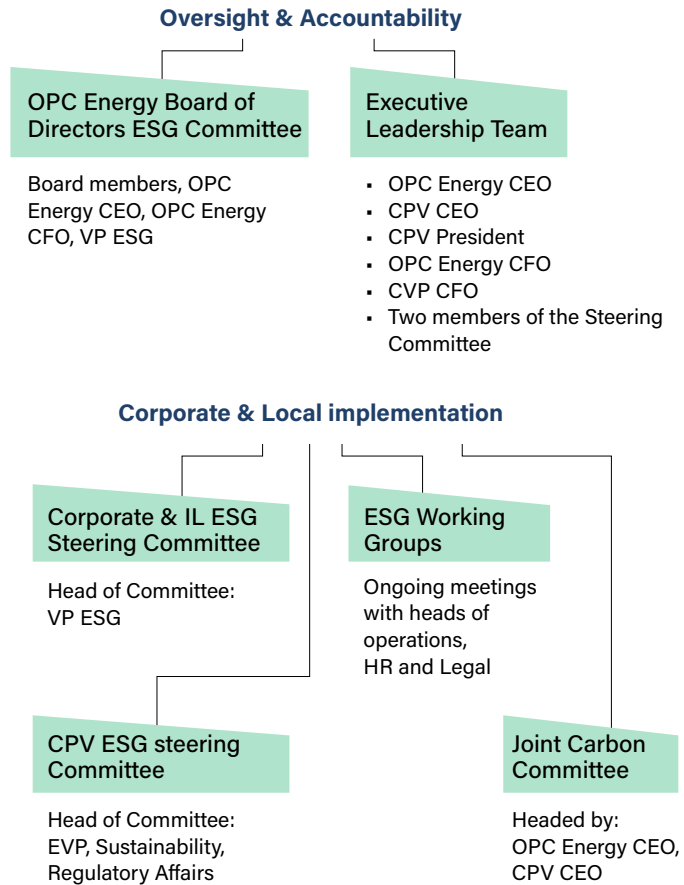 Oversight & Accountability
OPC Energy Board of
Directors ESG Committee
Board members, OPC
Energy CEO, OPC Energy
CFO, VP ESG
Executive
Leadership Team
▪ OPC Energy CEO
▪ CPV CEO
▪ CPV President
▪ OPC Energy CFO
▪ CVP CFO
▪ Two members of the Steering
Committee
Corporate & Local implementation
Corporate & IL ESG
Steering Committee
Head of Committee:
VP ESG
ESG Working
Groups
Ongoing meetings
with heads of
operations,
HR and Legal
CPV ESG steering
Committee
Head of Committee:
EVP, Sustainability,
Regulatory Affairs
Joint Carbon
Committee
Headed by:
OPC Energy CEO,
CPV CEO